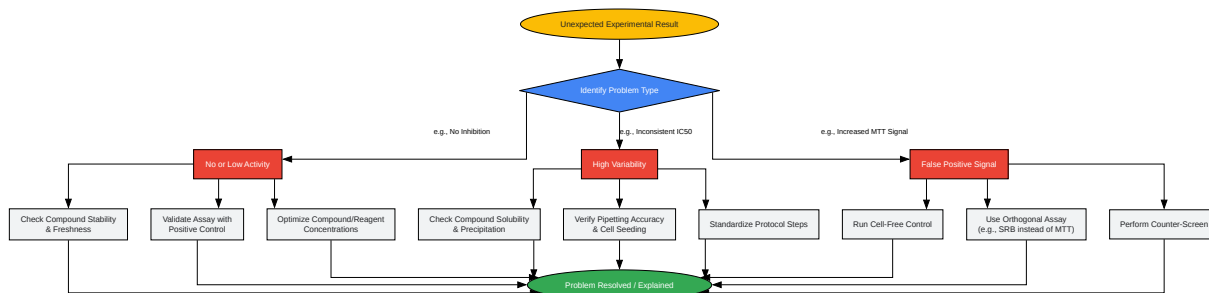 Unexpected Experimental Result
Identify Problem Type
e.g., No Inhibition
e.g., Inconsistent IC50
e.g., Increased MTT Signal
No or Low Activity
High Variability
False Positive Signal
Check Compound Stability
& Freshness
Validate Assay with
Positive Control
Optimize Compound/Reagent
Concentrations
Check Compound Solubility
& Precipitation
Verify Pipetting Accuracy
& Cell Seeding
Standardize Protocol Steps
Run Cell-Free Control
Use Orthogonal Assay
(e.g., SRB instead of MTT)
Perform Counter-Screen
Problem Resolved / Explained